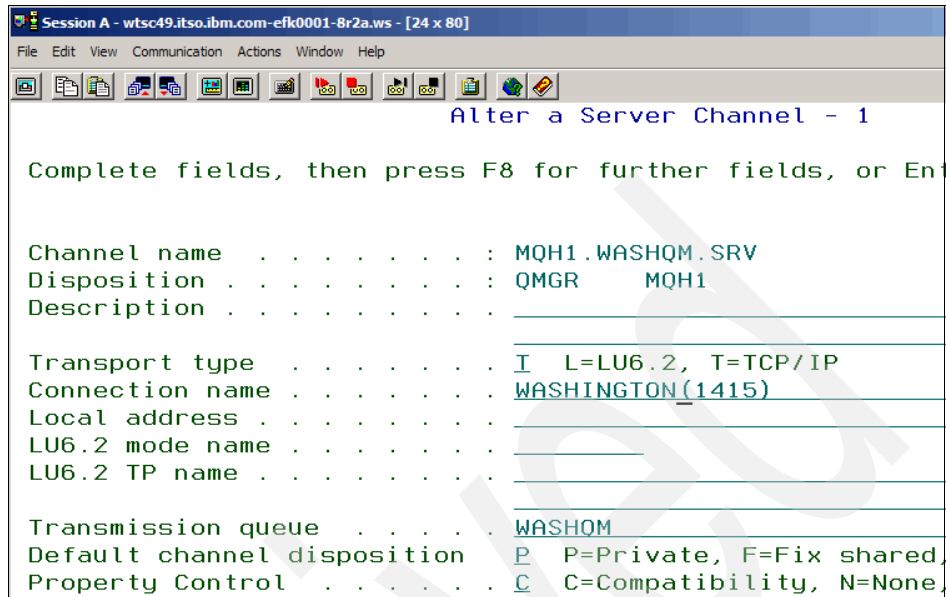 Session A - wtsc49.itso.ibm.com-efk0001-8r2a.ws - [24 x 80]
File Edit View Communication Actions Window Help
Alter a Server Channel - 1
Complete fields, then press F8 for further fields, or Ent
Channel name . . . . . . . : MQH1.WASHQM.SRV
Disposition . . . . . . . . : QMGR MQH1
Description . . . . . . . .
Transport type . . . . . . . T L=LU6.2, T=TCP/IP
Connection name . . . . . . . WASHINGTON(1415)
Local address . . . . . . . .
LU6.2 mode name . . . . . . .
LU6.2 TP name . . . . . . . .
Transmission queue . . . . . WASHQM
Default channel disposition P P=Private, F=Fix shared,
Property Control . . . . . . C C=Compatibility, N=None,